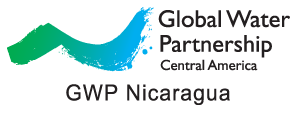 Global Water
Partnership
Central America
GWP Nicaragua